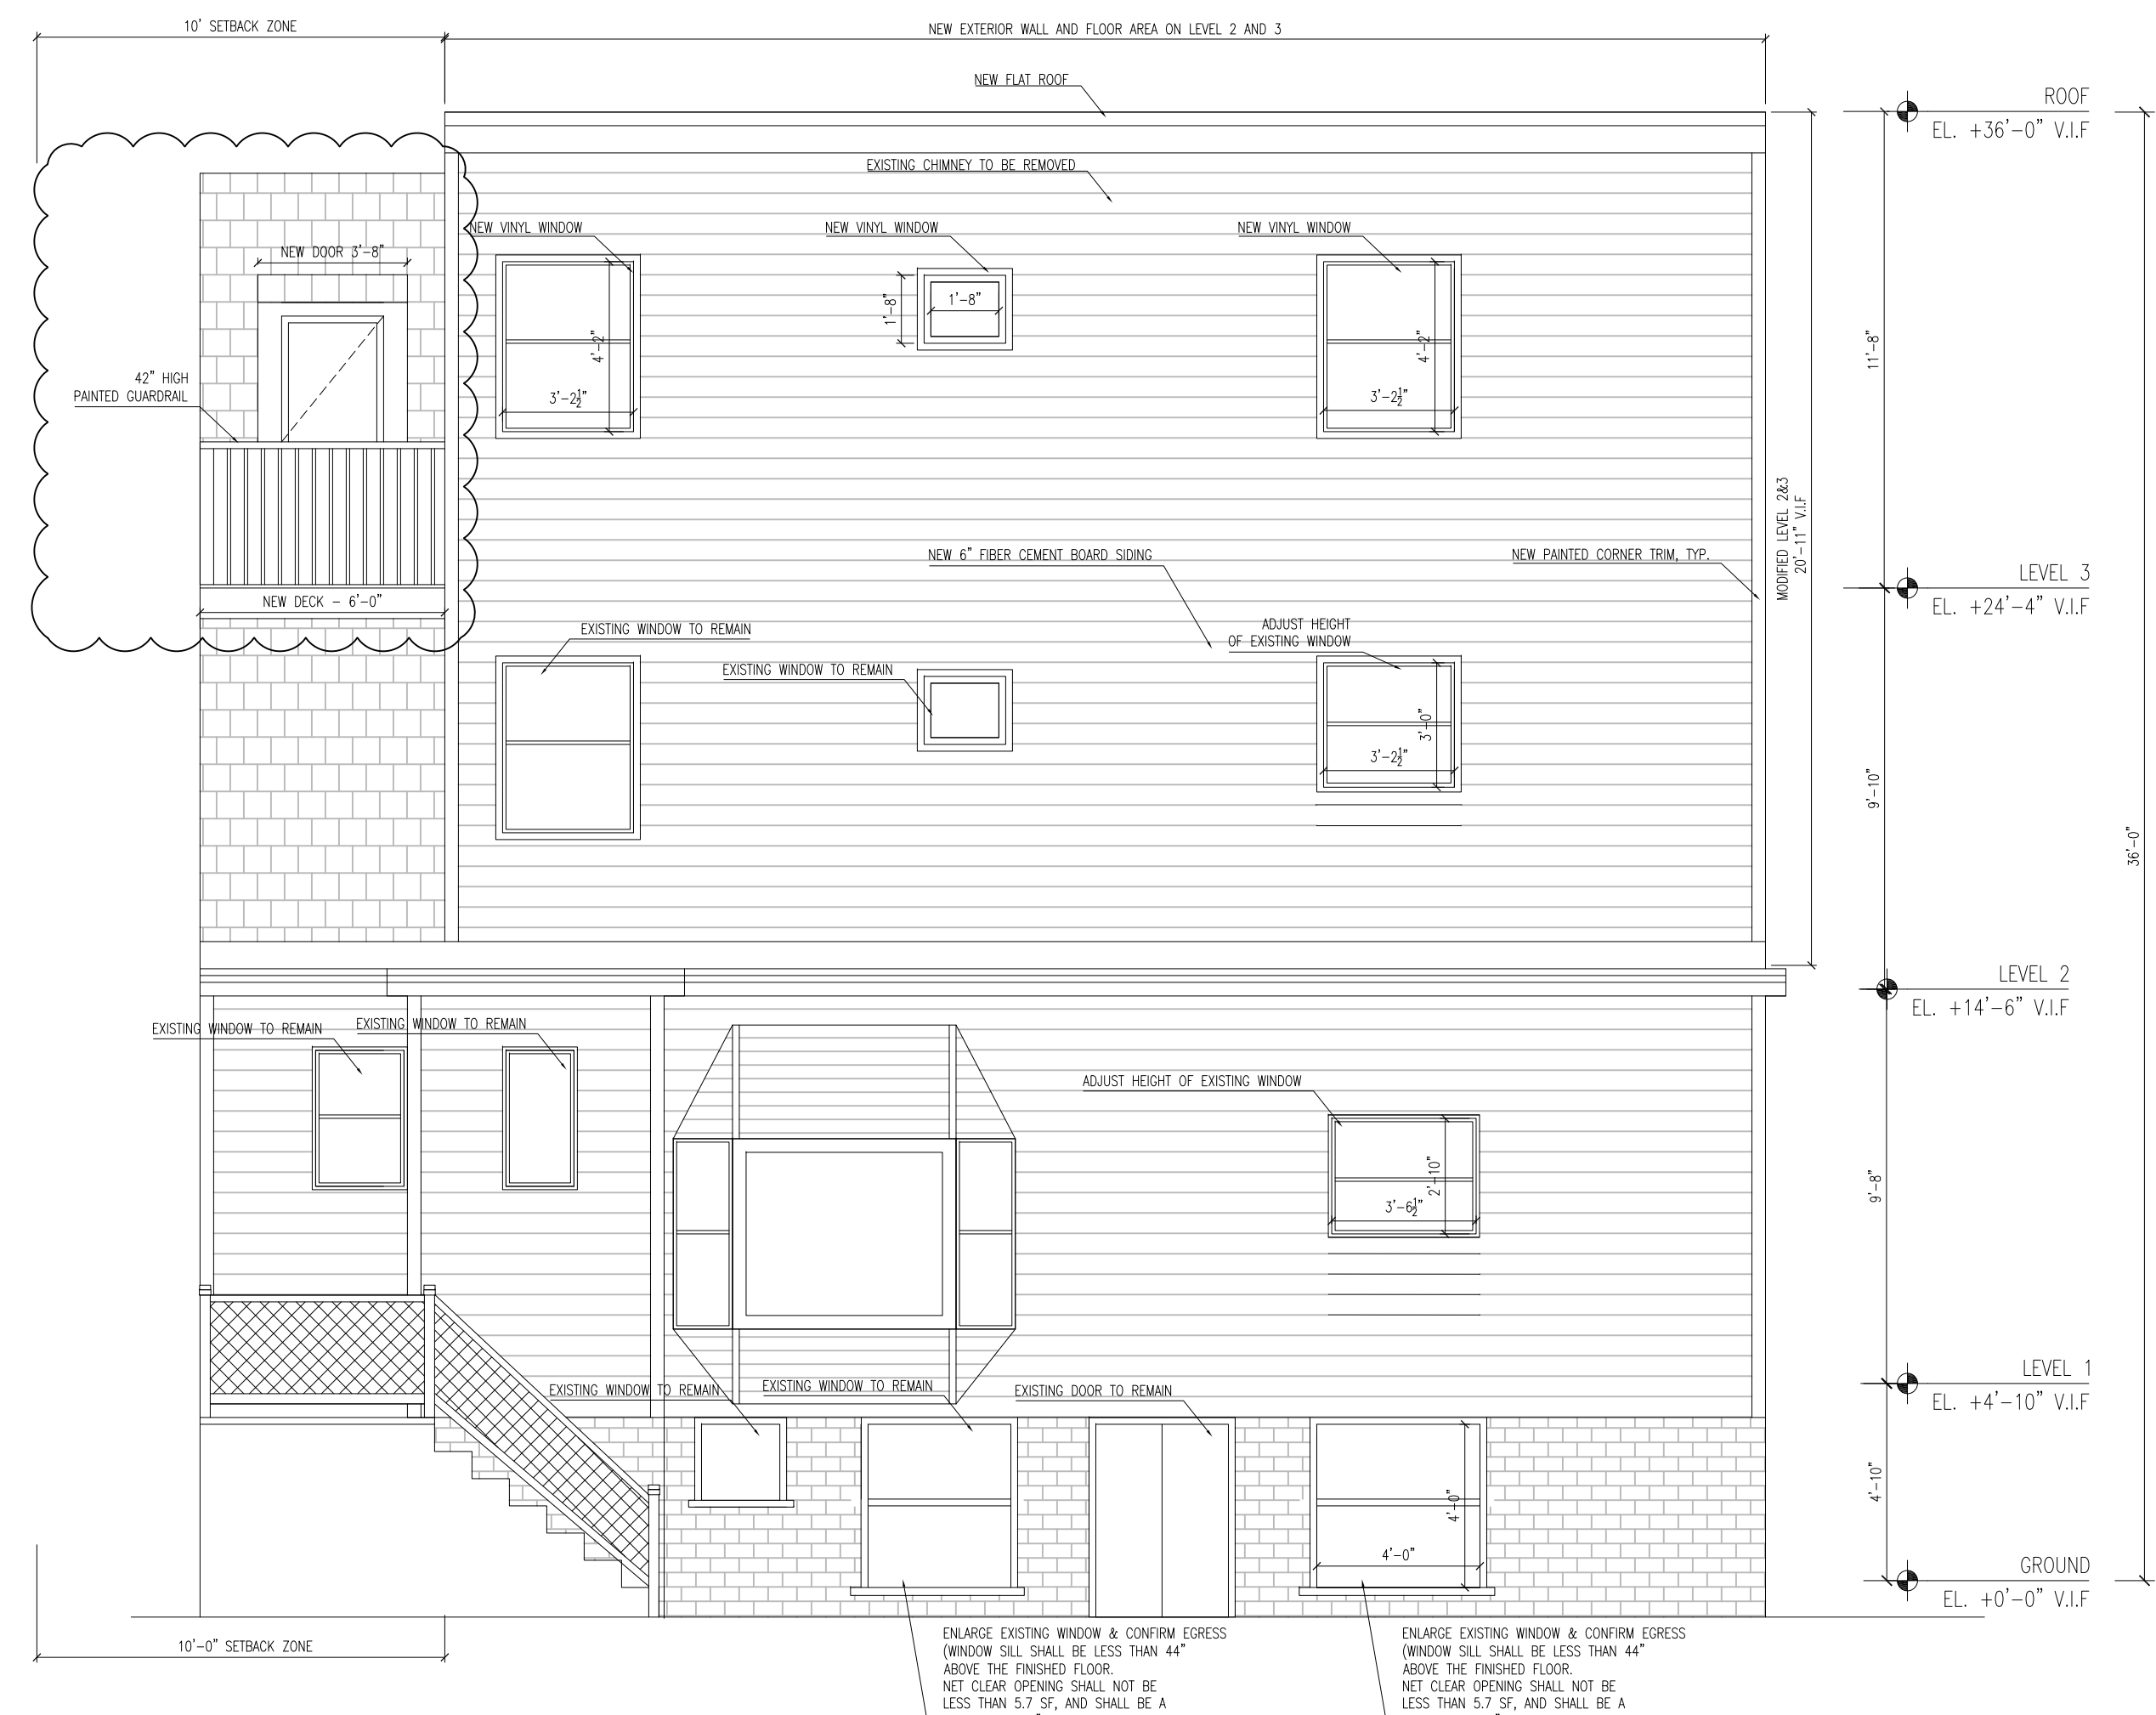 10' SETBACK ZONE
NEW EXTERIOR WALL AND FLOOR AREA ON LEVEL 2 AND 3
NEW FLAT ROOF
ROOF
EL. +36'-0" V.I.F
EXISTING CHIMNEY TO BE REMOVED
NEW VINYL WINDOW
NEW VINYL WINDOW
NEW VINYL WINDOW
NEW DOOR 3'-8"
1'-8"
1'-8"
4'-2"
4'-2"
11'-8"
42" HIGH
PAINTED GUARDRAIL
3'-2½"
3'-2½"
MODIFIED LEVEL 2&3
20'-11" V.I.F
NEW 6" FIBER CEMENT BOARD SIDING
NEW PAINTED CORNER TRIM, TYP.
LEVEL 3
EL. +24'-4" V.I.F
NEW DECK - 6'-0"
EXISTING WINDOW TO REMAIN
ADJUST HEIGHT
OF EXISTING WINDOW
EXISTING WINDOW TO REMAIN
3'-0"
3'-2½"
9'-10"
36'-0"
LEVEL 2
EL. +14'-6" V.I.F
EXISTING WINDOW TO REMAIN
EXISTING WINDOW TO REMAIN
ADJUST HEIGHT OF EXISTING WINDOW
2'-10"
3'-6½"
9'-8"
LEVEL 1
EL. +4'-10" V.I.F
EXISTING WINDOW TO REMAIN
EXISTING WINDOW TO REMAIN
EXISTING DOOR TO REMAIN
4'-0"
4'-0"
4'-10"
GROUND
EL. +0'-0" V.I.F
10'-0" SETBACK ZONE
ENLARGE EXISTING WINDOW & CONFIRM EGRESS
(WINDOW SILL SHALL BE LESS THAN 44"
ABOVE THE FINISHED FLOOR.
NET CLEAR OPENING SHALL NOT BE
LESS THAN 5.7 SF, AND SHALL BE A
ENLARGE EXISTING WINDOW & CONFIRM EGRESS
(WINDOW SILL SHALL BE LESS THAN 44"
ABOVE THE FINISHED FLOOR.
NET CLEAR OPENING SHALL NOT BE
LESS THAN 5.7 SF, AND SHALL BE A